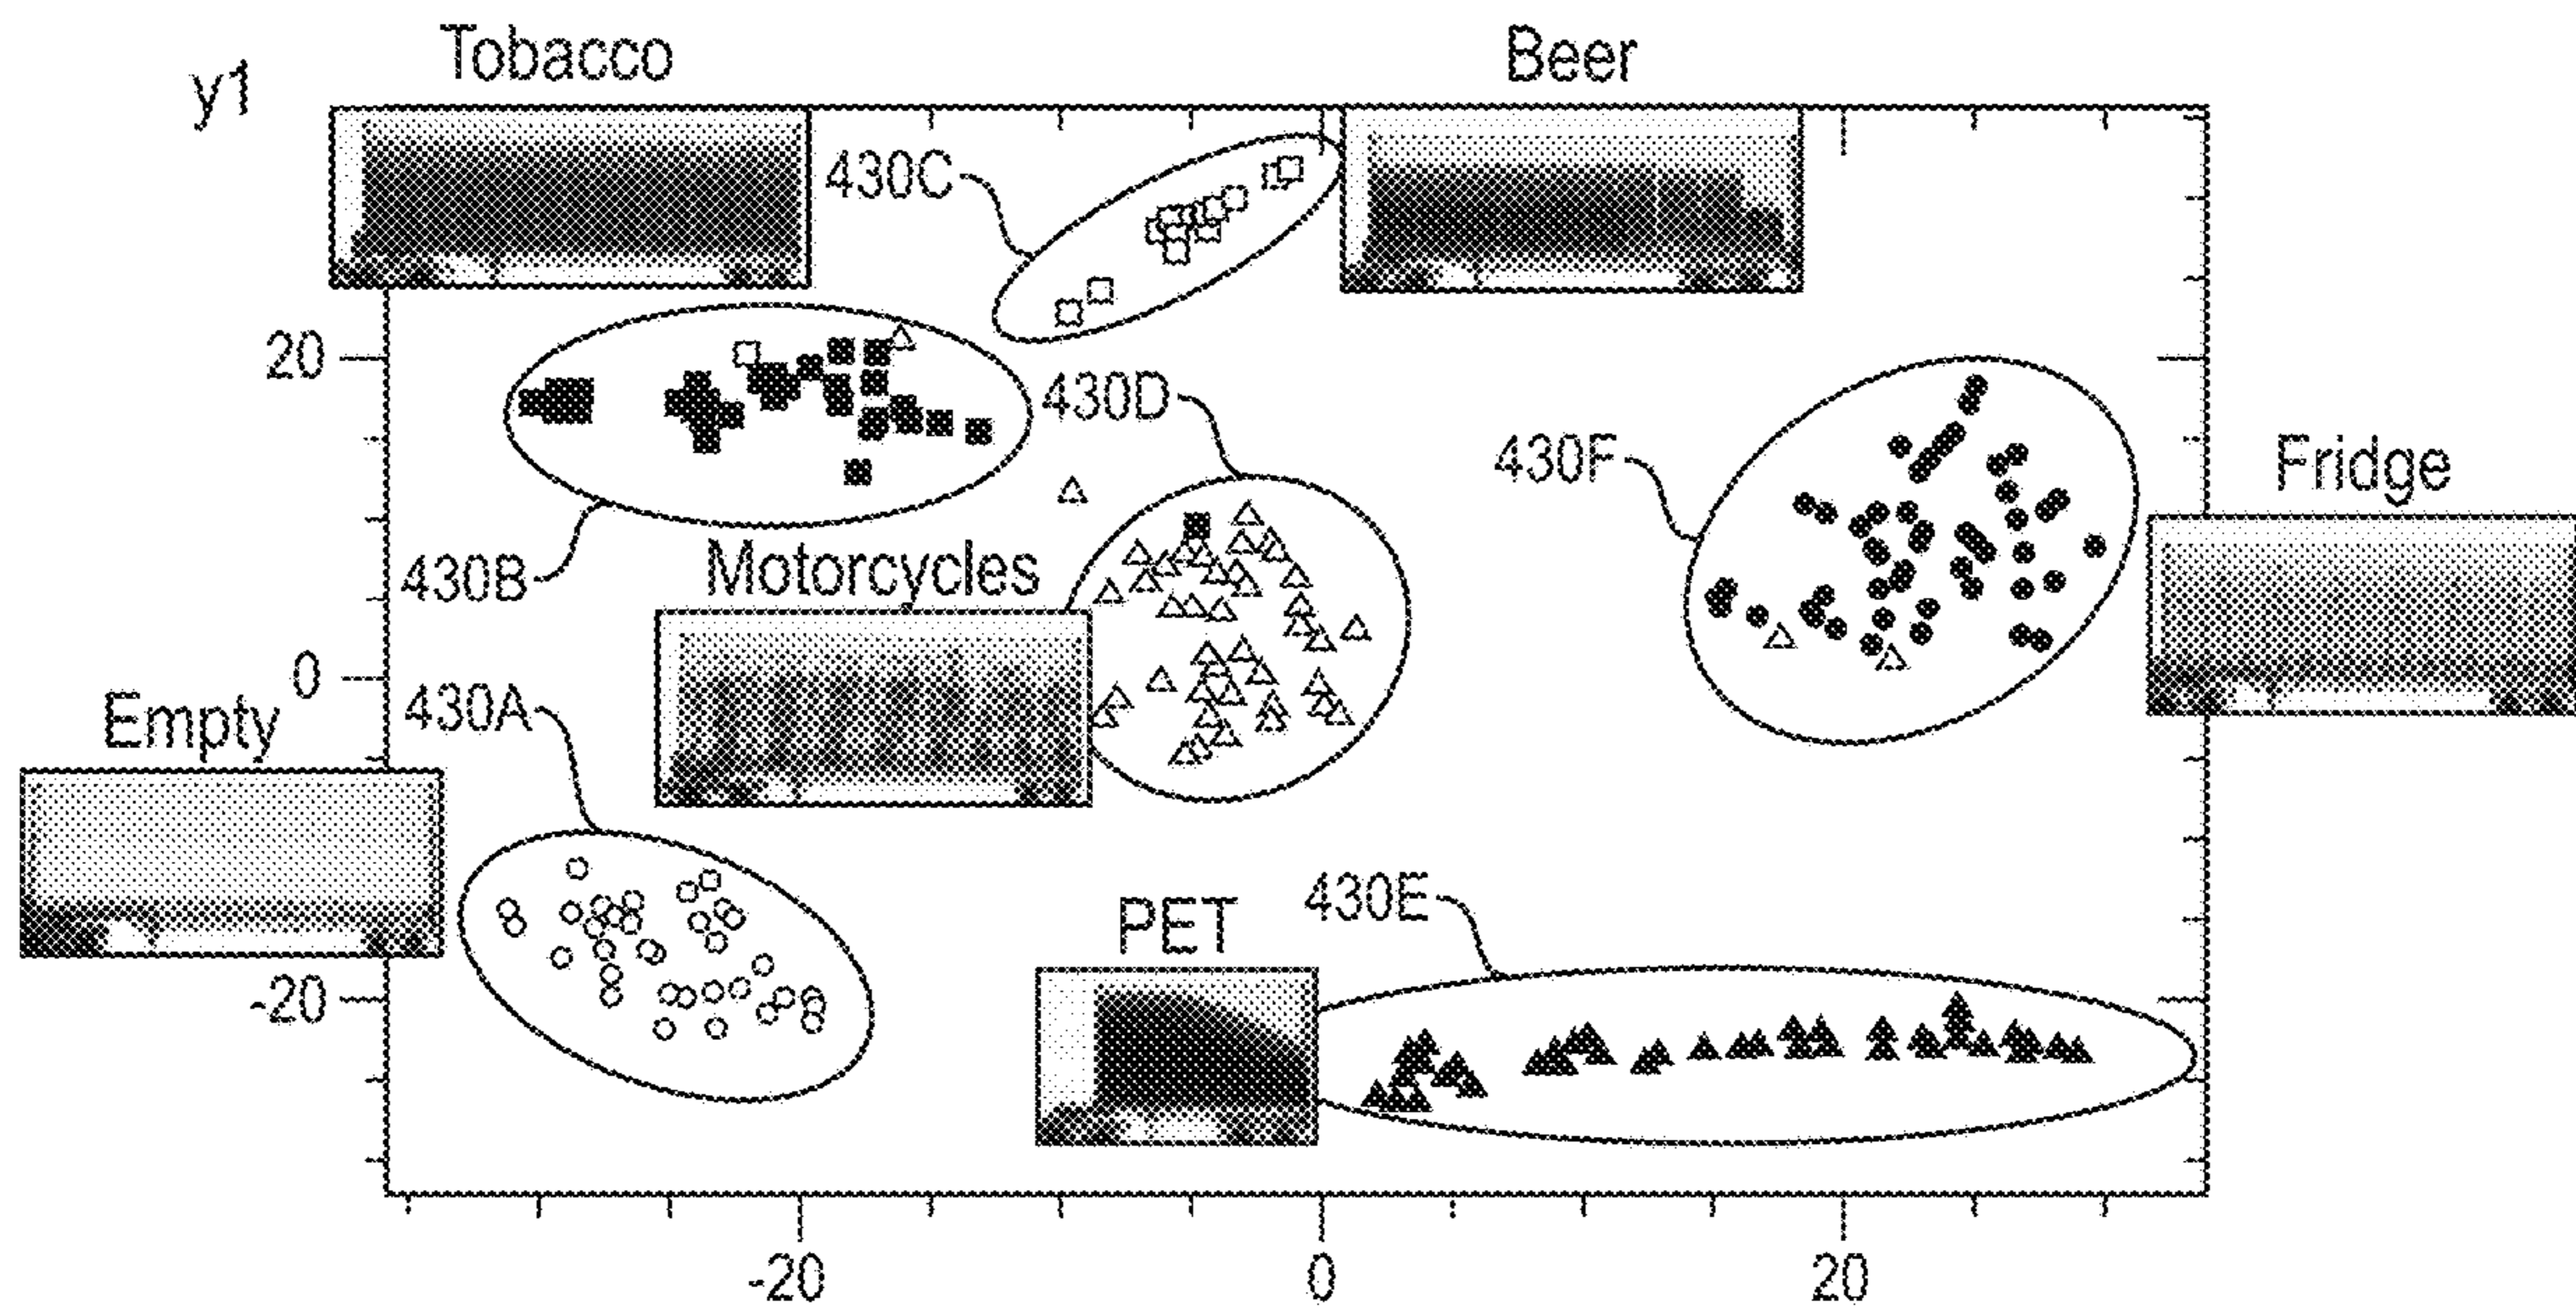 y1
Tobacco
Beer
430C
20
430D
430F
Fridge
430B
Motorcycles
0
Empty
430A
PET
430E
-20
-20
0
20